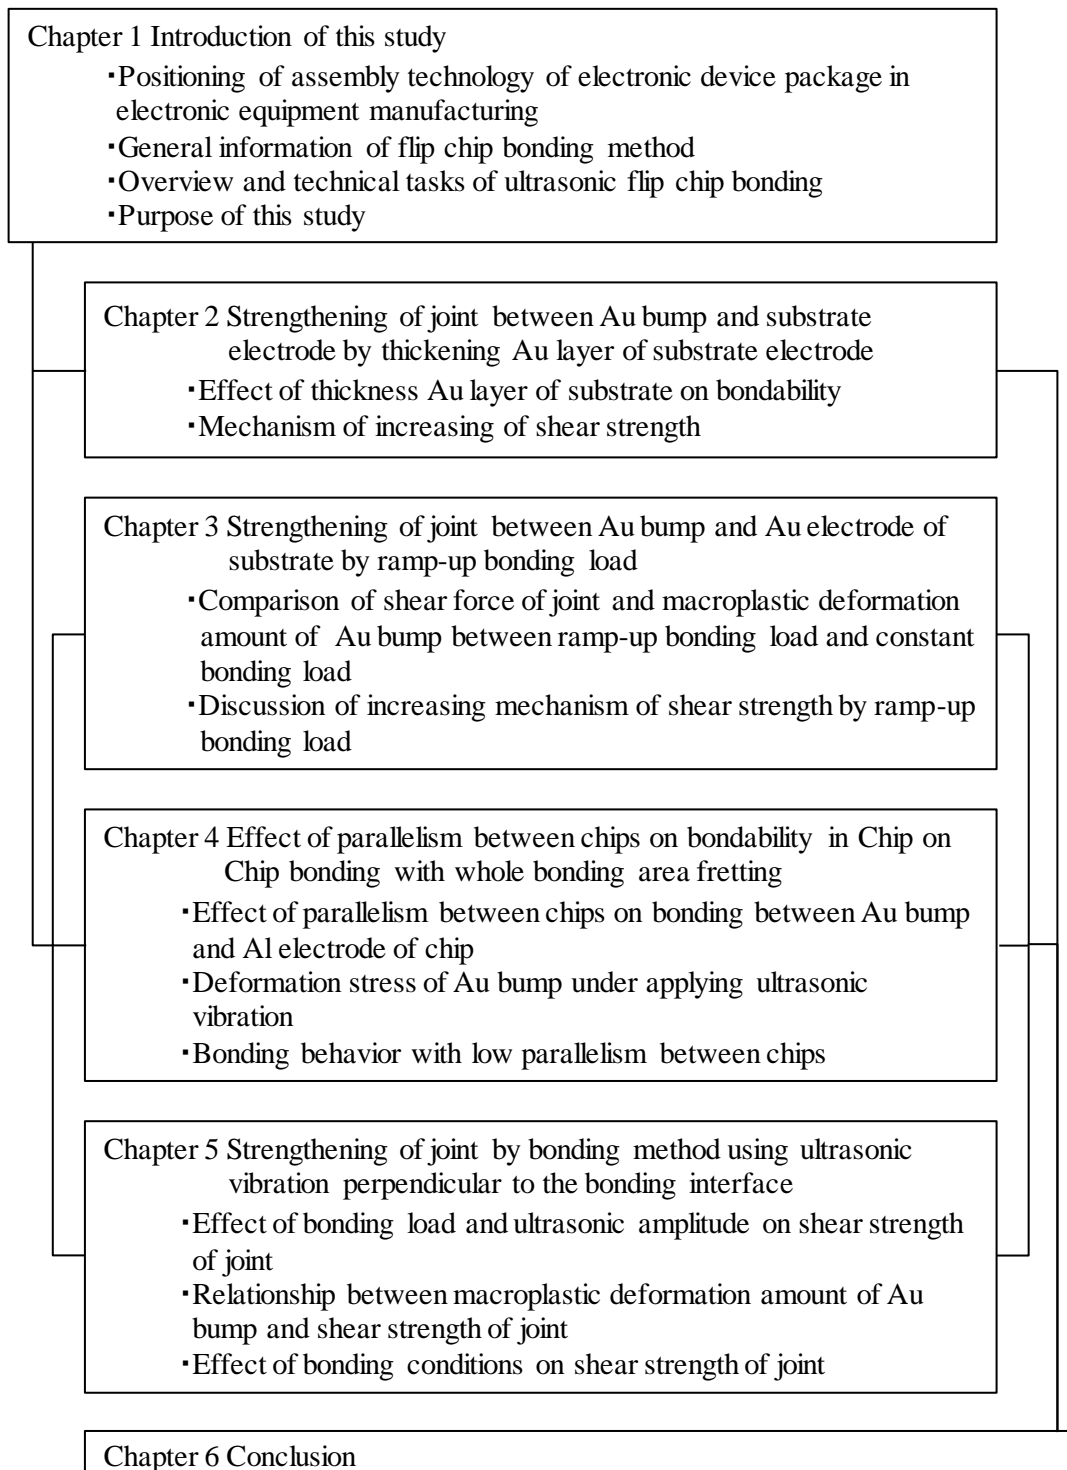 Chapter 1 Introduction of this study
・Positioning of assembly technology of electronic device package in
electronic equipment manufacturing
・General information of flip chip bonding method
・Overview and technical tasks of ultrasonic flip chip bonding
・Purpose of this study
Chapter 2 Strengthening of joint between Au bump and substrate
electrode by thickening Au layer of substrate electrode
・Effect of thickness Au layer of substrate on bondability
・Mechanism of increasing of shear strength
Chapter 3 Strengthening of joint between Au bump and Au electrode of
substrate by ramp-up bonding load
・Comparison of shear force of joint and macroplastic deformation
amount of Au bump between ramp-up bonding load and constant
bonding load
・Discussion of increasing mechanism of shear strength by ramp-up
bonding load
Chapter 4 Effect of parallelism between chips on bondability in Chip on
Chip bonding with whole bonding area fretting
・Effect of parallelism between chips on bonding between Au bump
and Al electrode of chip
・Deformation stress of Au bump under applying ultrasonic
vibration
・Bonding behavior with low parallelism between chips
Chapter 5 Strengthening of joint by bonding method using ultrasonic
vibration perpendicular to the bonding interface
・Effect of bonding load and ultrasonic amplitude on shear strength
of joint
・Relationship between macroplastic deformation amount of Au
bump and shear strength of joint
・Effect of bonding conditions on shear strength of joint
Chapter 6 Conclusion